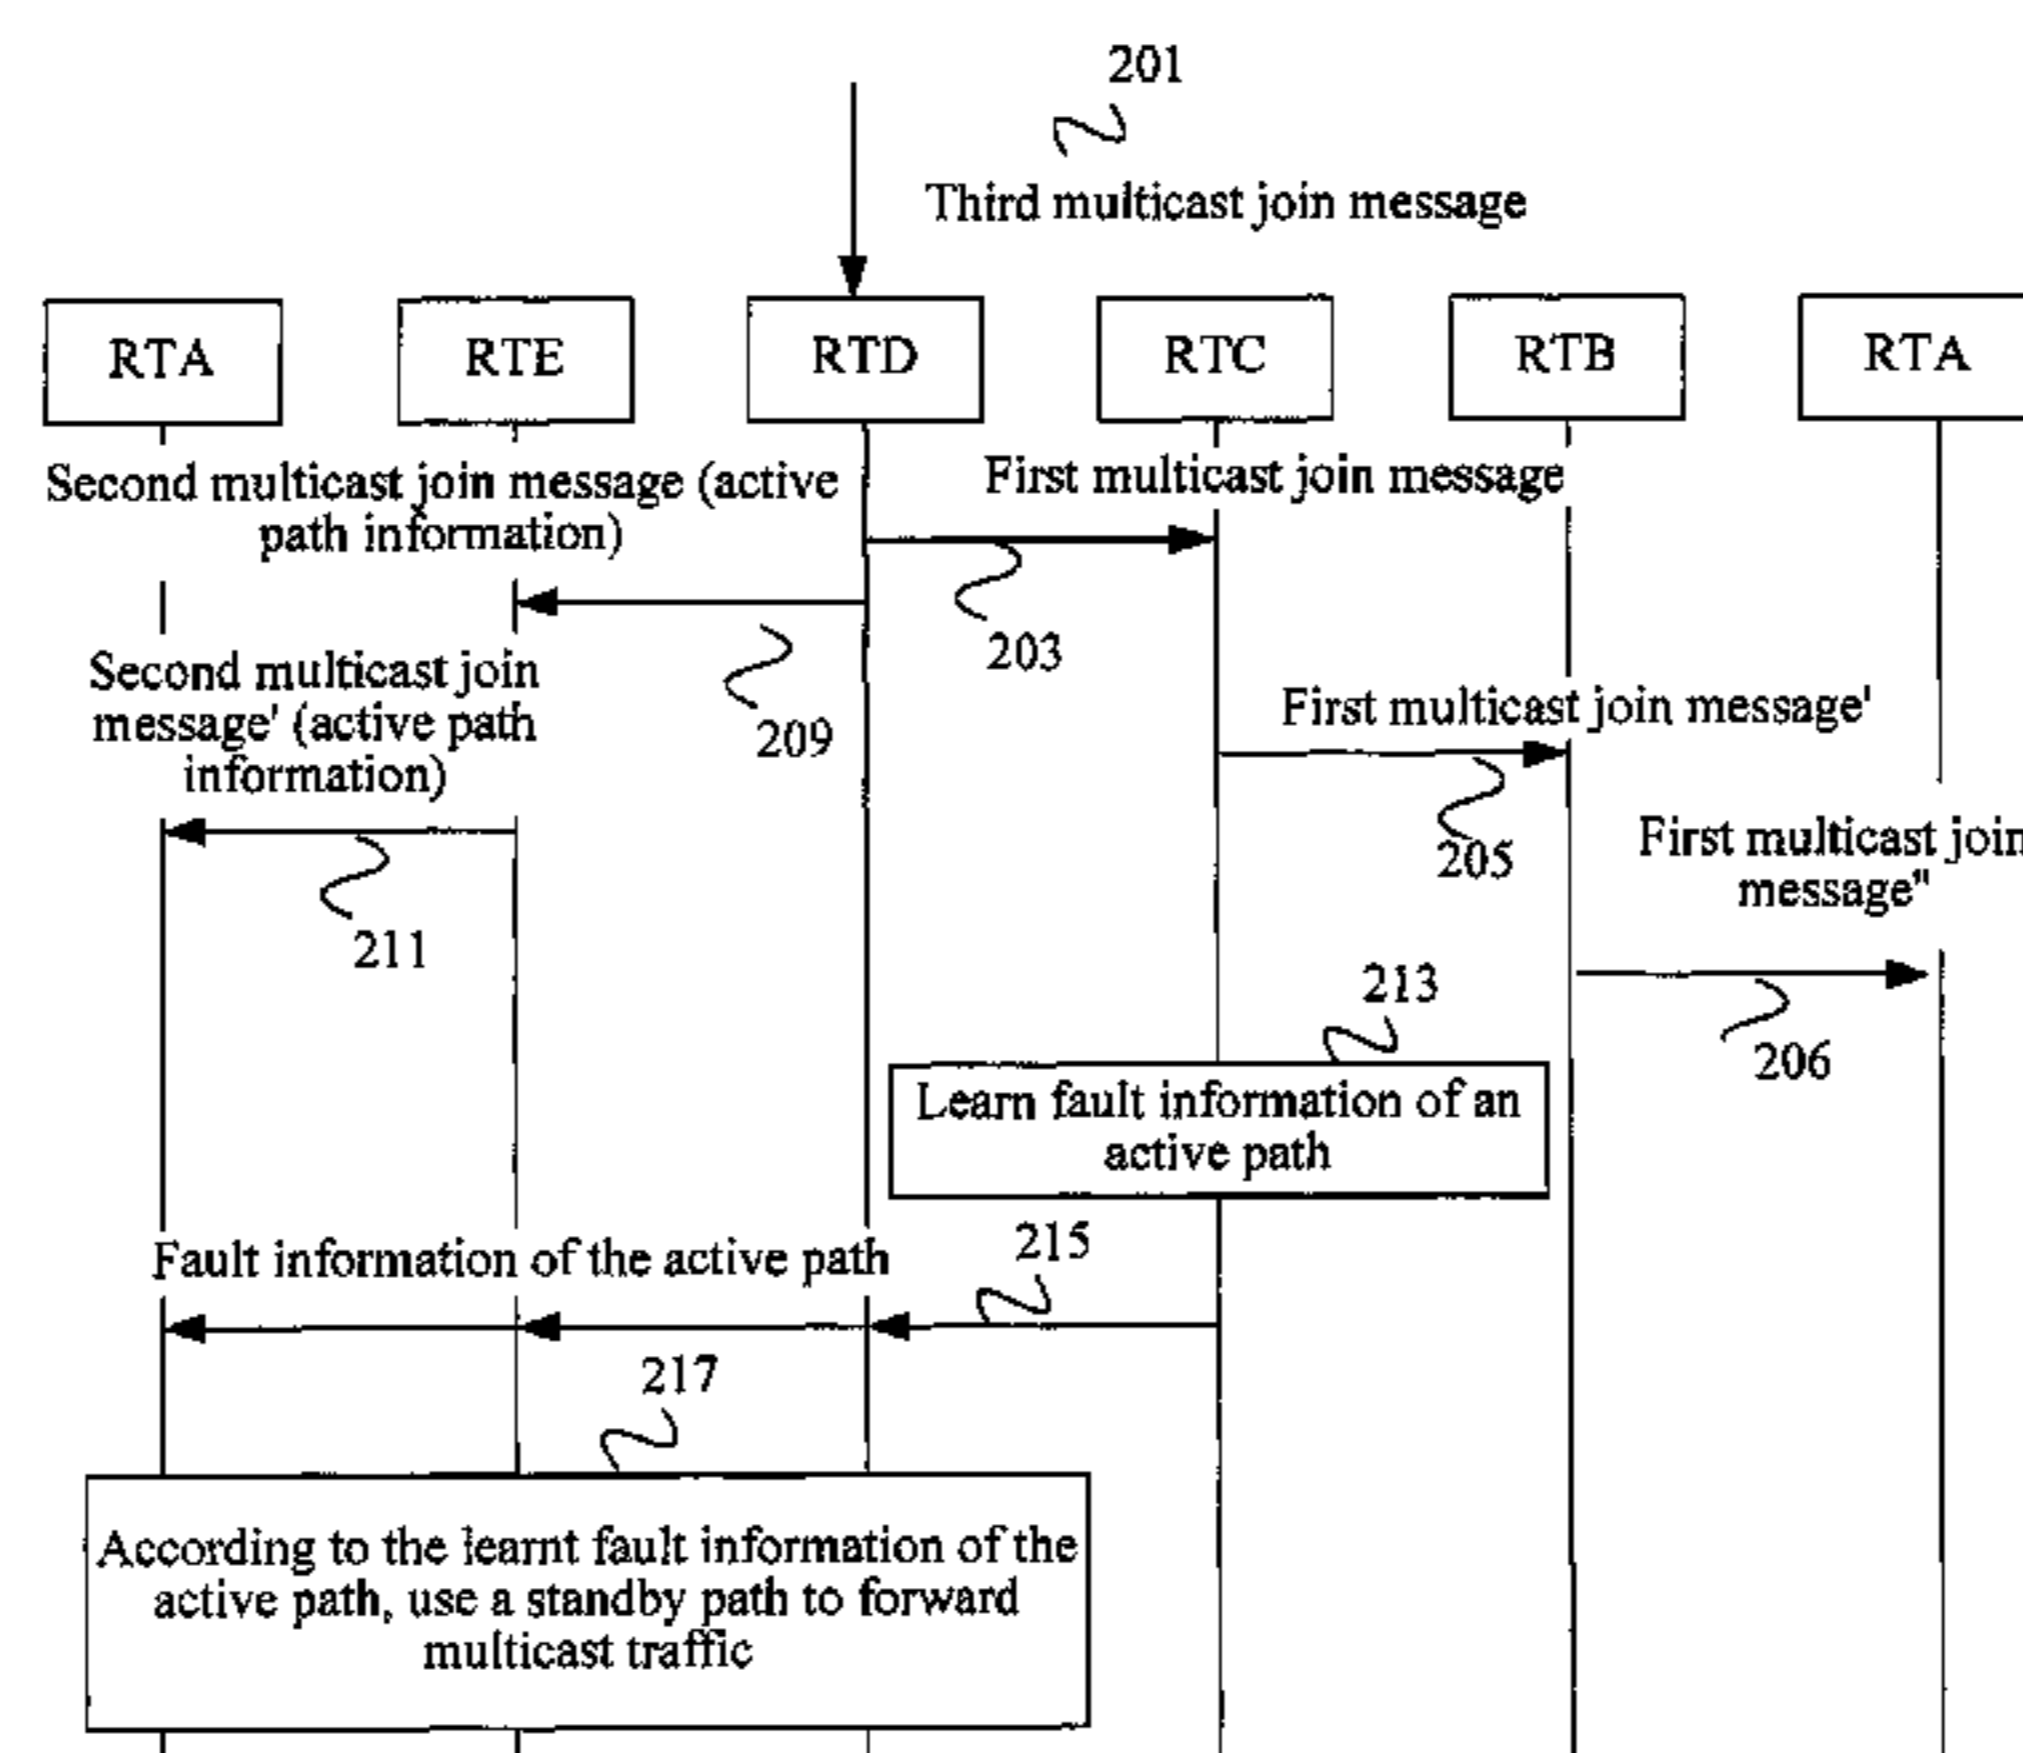 201
Third multicast join message
RTA
RTE
RTD
RTC
RTB
RTA
Second multicast join message (active
path information)
First multicast join message
203
209
Second multicast join
message' (active path
information)
First multicast join message'
205
211
First multicast join
message"
206
213
Learn fault information of an
active path
215
Fault information of the active path
217
According to the learnt fault information of the
active path, use a standby path to forward
multicast traffic